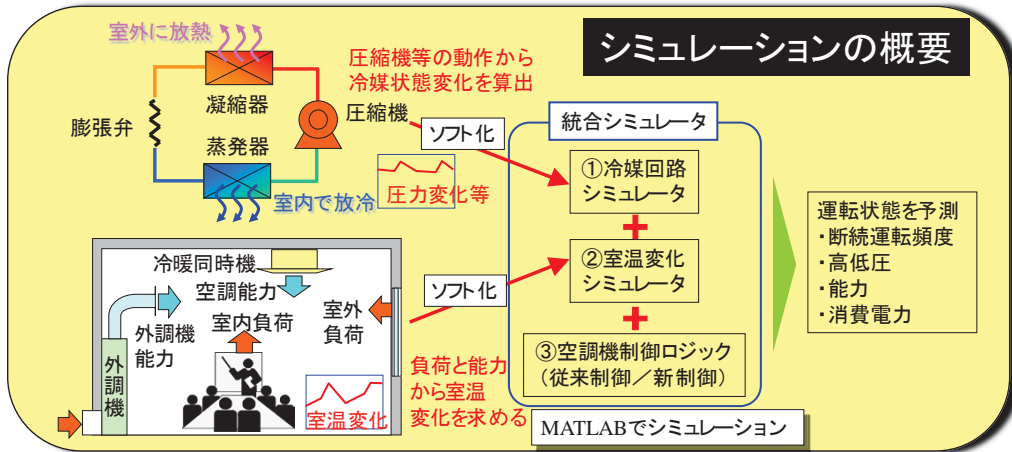 シミュレーションの概要
室外に放熱
凝縮器
膨張弁
圧縮機
蒸発器
室内で放冷
圧縮機等の動作から
冷媒状態変化を算出
圧力変化等
ソフト化
統合シミュレータ
①冷媒回路
シミュレータ
+
②室温変化
シミュレータ
+
③空調機制御ロジック
(従来制御／新制御)
MATLABでシミュレーション
運転状態を予測
・断続運転頻度
・高低圧
・能力
・消費電力
冷暖同時機
空調能力
外調機
能力
室内負荷
室外
負荷
外調機
室温変化
ソフト化
負荷と能力
から室温
変化を求める